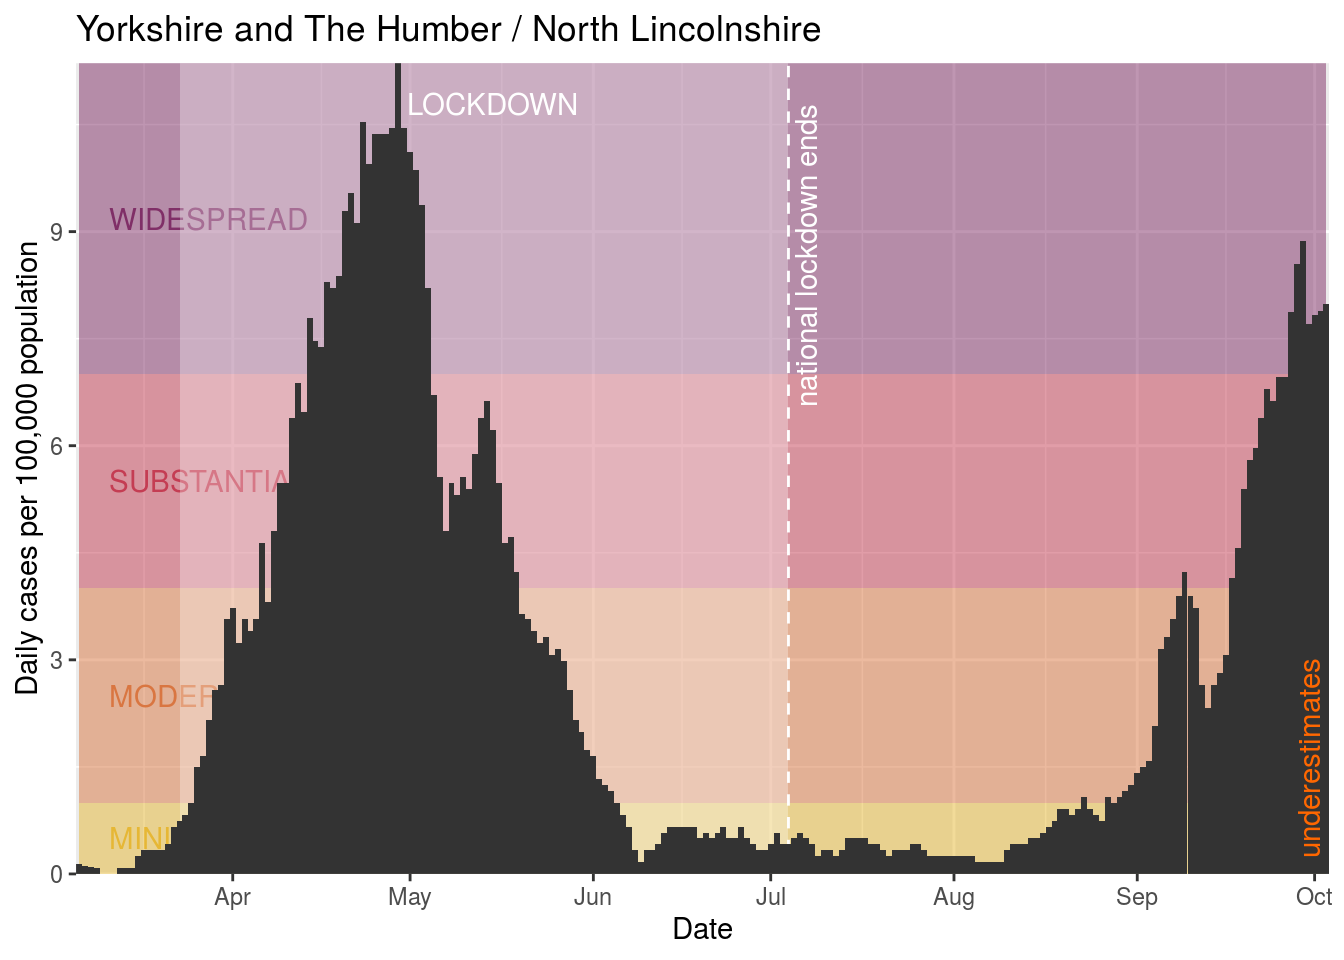 Yorkshire and The Humber / North Lincolnshire
LOCKDOWN
national lockdown ends
WIDESPREAD
SUBSTANTIA
MODER
MINI
underestimates
Daily cases per 100,000 population
9
6
3
0
Apr May Jun Jul Aug Sep Oct
Date